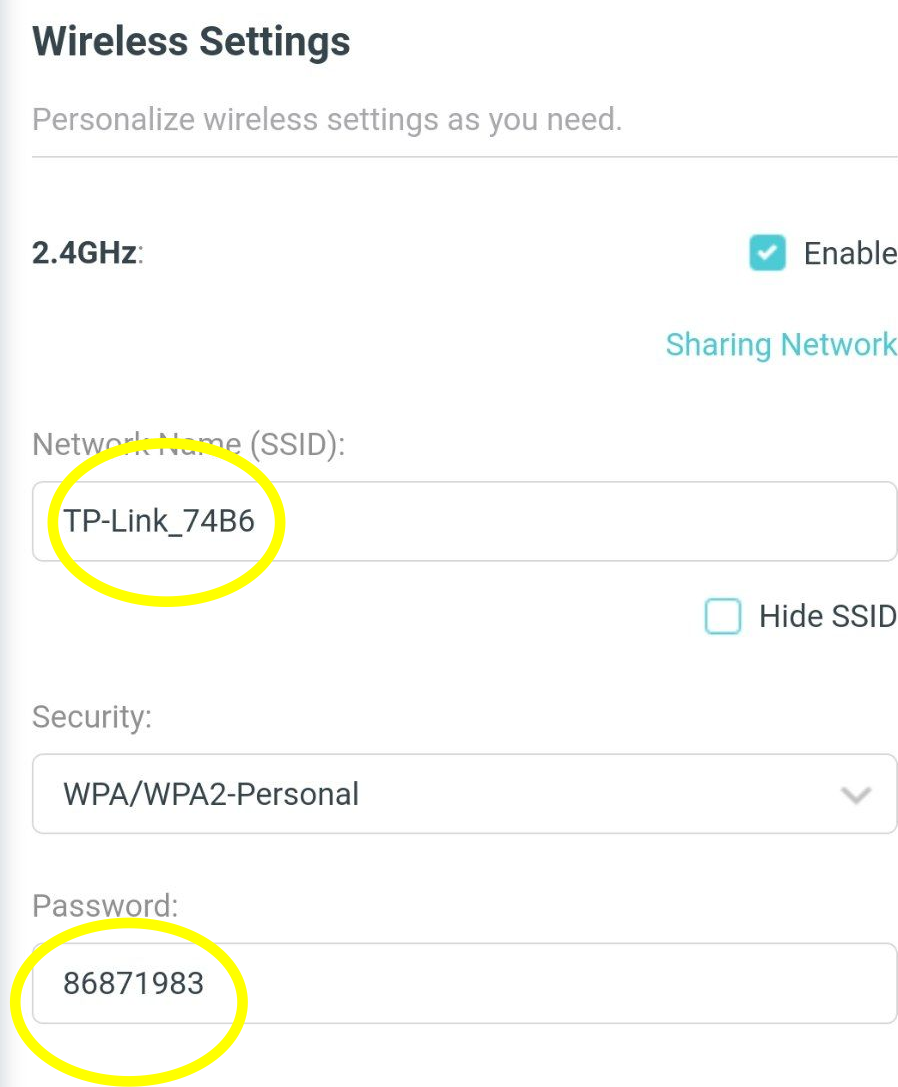 Wireless Settings
Personalize wireless settings as you need.
2.4GHz: Enable
Sharing Network
Network Name (SSID):
TP-Link_74B6
Hide SSID
Security:
WPA/WPA2-Personal
Password:
86871983